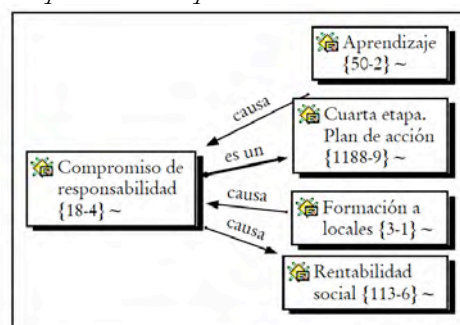 Aprendizaje
{50-2} ~
causa
Cuarta etapa.
Plan de acción
{1188-9} ~
es un
Compromiso de
responsabilidad
{18-4} ~
causa
Formación a
locales {3-1} ~
causa
Rentabilidad
social {113-6} ~